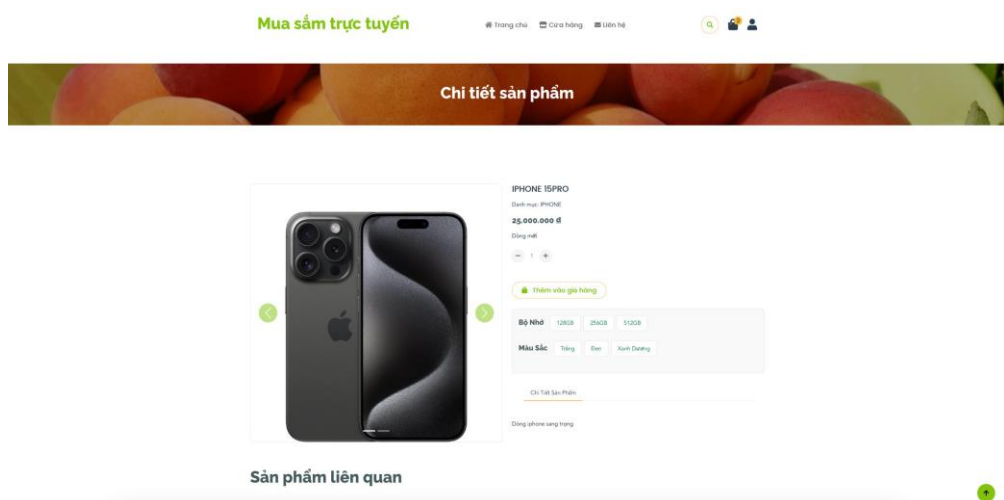 Mua sắm trực tuyến
Trang chủ Cửa hàng Liên hệ
Chi tiết sản phẩm
IPHONE 15PRO
Danh mục: IPHONE
25.000.000 đ
Dòng mới
1
Thêm vào giỏ hàng
Bộ Nhớ 128GB 256GB 512GB
Màu Sắc Trắng Đen Xanh Dương
Chi Tiết Sản Phẩm
Dòng iphone sang trọng
Sản phẩm liên quan